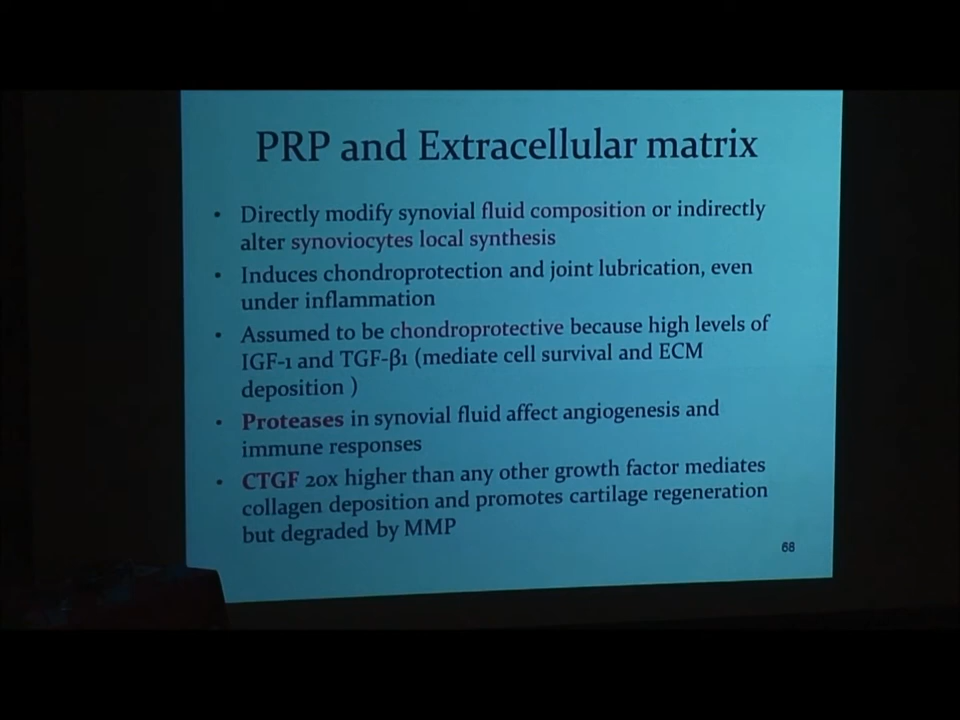 PRP and Extracellular matrix
• Directly modify synovial fluid composition or indirectly
alter synoviocytes local synthesis
• Induces chondroprotection and joint lubrication, even
under inflammation
• Assumed to be chondroprotective because high levels of
IGF-1 and TGF-β1 (mediate cell survival and ECM
deposition )
• Proteases in synovial fluid affect angiogenesis and
immune responses
• CTGF 20x higher than any other growth factor mediates
collagen deposition and promotes cartilage regeneration
but degraded by MMP
68